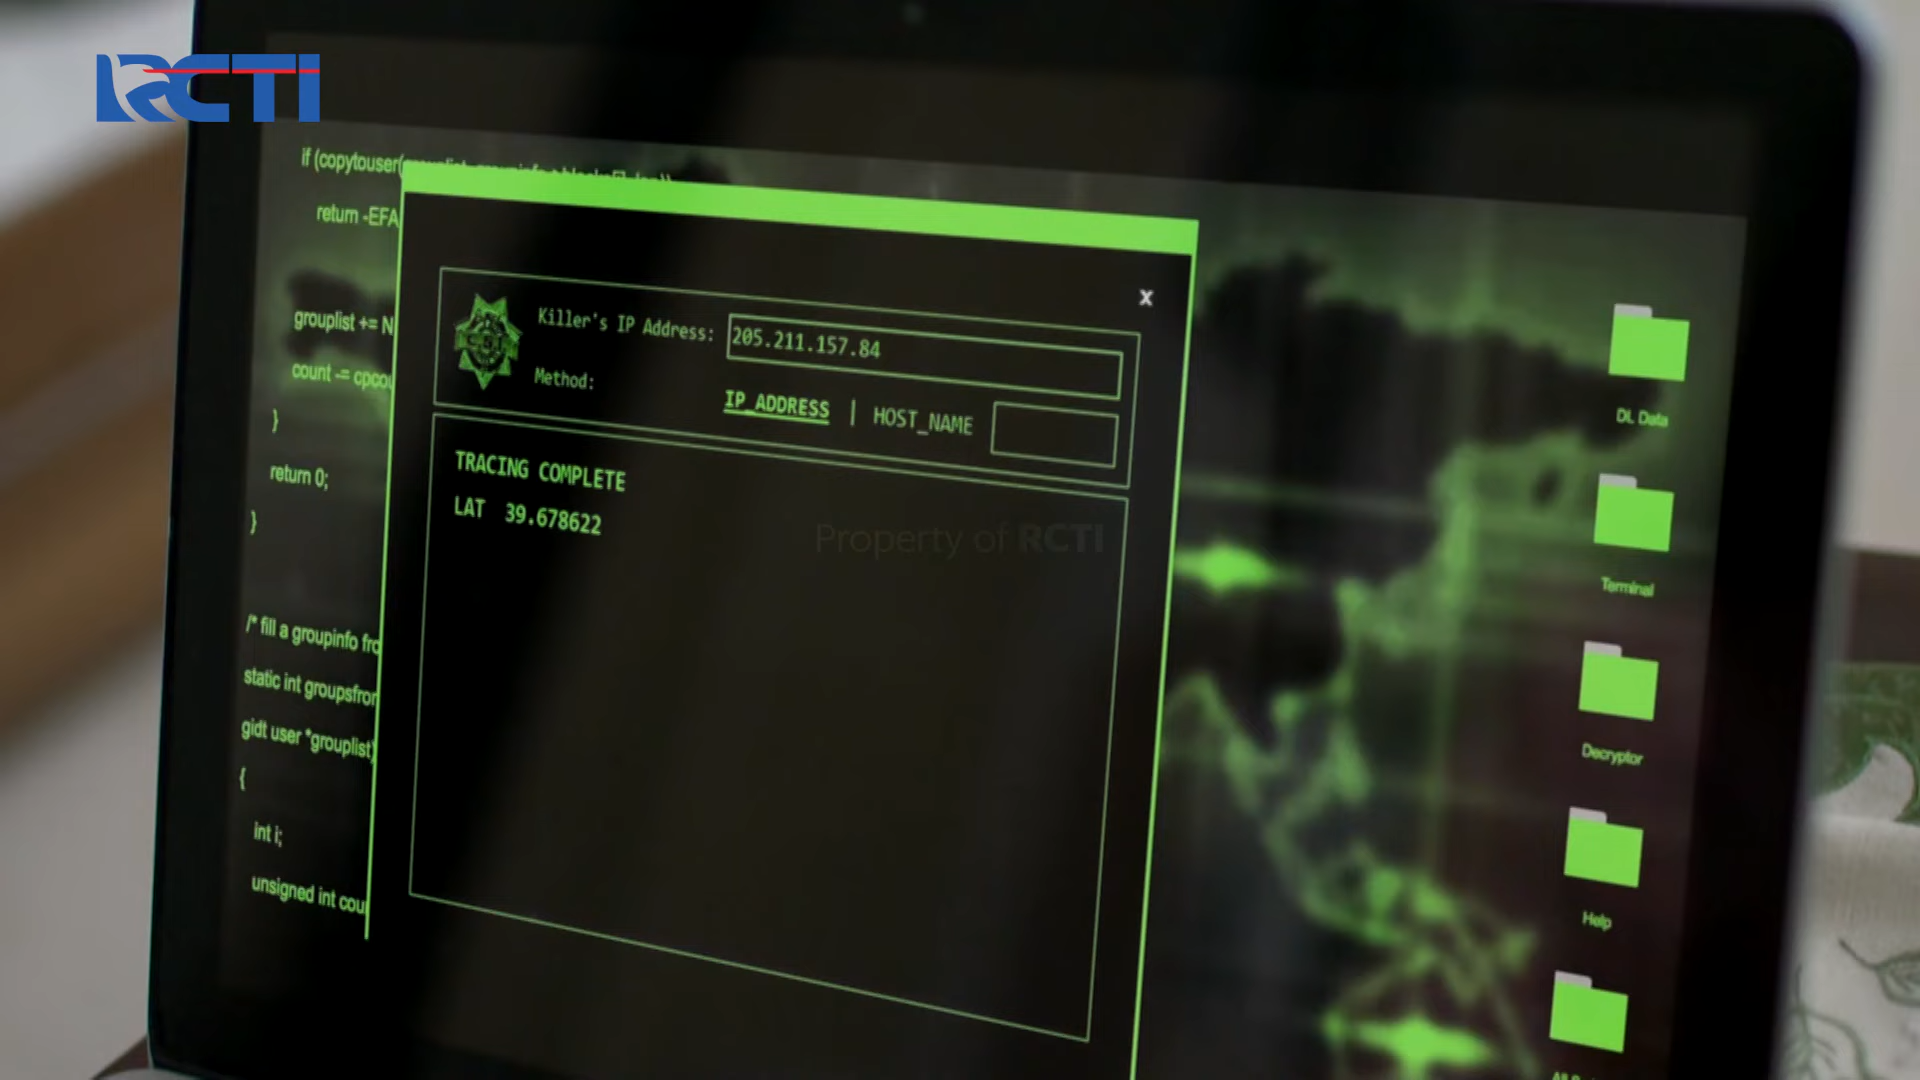 RCTI
if (copytouser(
return -EFA
grouplist += N
count -= cpcou
}
return 0;
}
/* fill a groupinfo fro
static int groupsfrom
gidt user *grouplist)
{
int i;
unsigned int cou
x
Killer's IP Address: 205.211.157.84
Method: IP_ADDRESS | HOST_NAME
TRACING COMPLETE
LAT 39.678622
Property of RCTI
DL Data
Terminal
Decryptor
Help